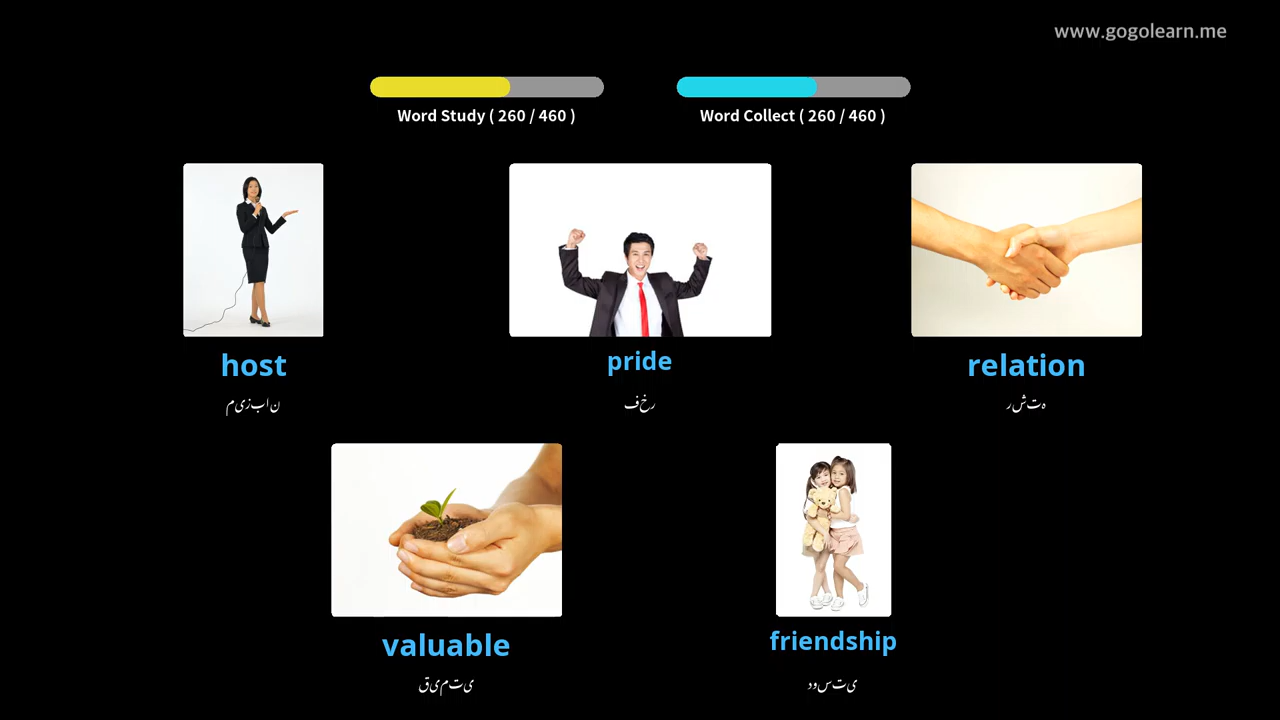 www.gogolearn.me
Word Study ( 260 / 460 )
Word Collect ( 260 / 460 )
host
میزبان
pride
فخر
relation
رشتہ
valuable
قیمتی
friendship
دوستی